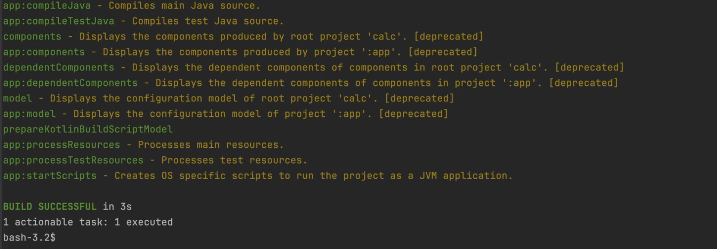 app:compileJava - Compiles main Java source.
app:compileTestJava - Compiles test Java source.
components - Displays the components produced by root project 'calc'. [deprecated]
app:components - Displays the components produced by project ':app'. [deprecated]
dependentComponents - Displays the dependent components of components in root project 'calc'. [deprecated]
app:dependentComponents - Displays the dependent components of components in project ':app'. [deprecated]
model - Displays the configuration model of root project 'calc'. [deprecated]
app:model - Displays the configuration model of project ':app'. [deprecated]
prepareKotlinBuildScriptModel
app:processResources - Processes main resources.
app:processTestResources - Processes test resources.
app:startScripts - Creates OS specific scripts to run the project as a JVM application.
BUILD SUCCESSFUL in 3s
1 actionable task: 1 executed
bash-3.2$